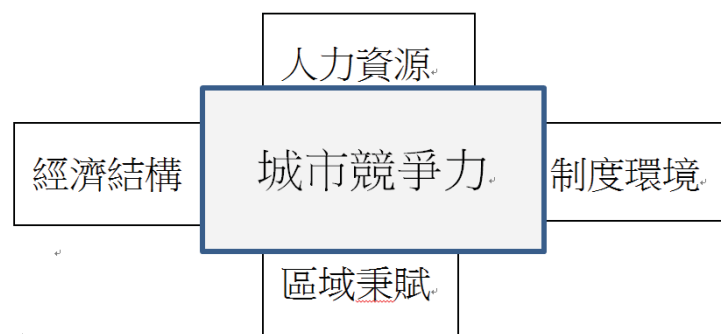 人力資源
經濟結構
城市競爭力
制度環境
區域秉賦